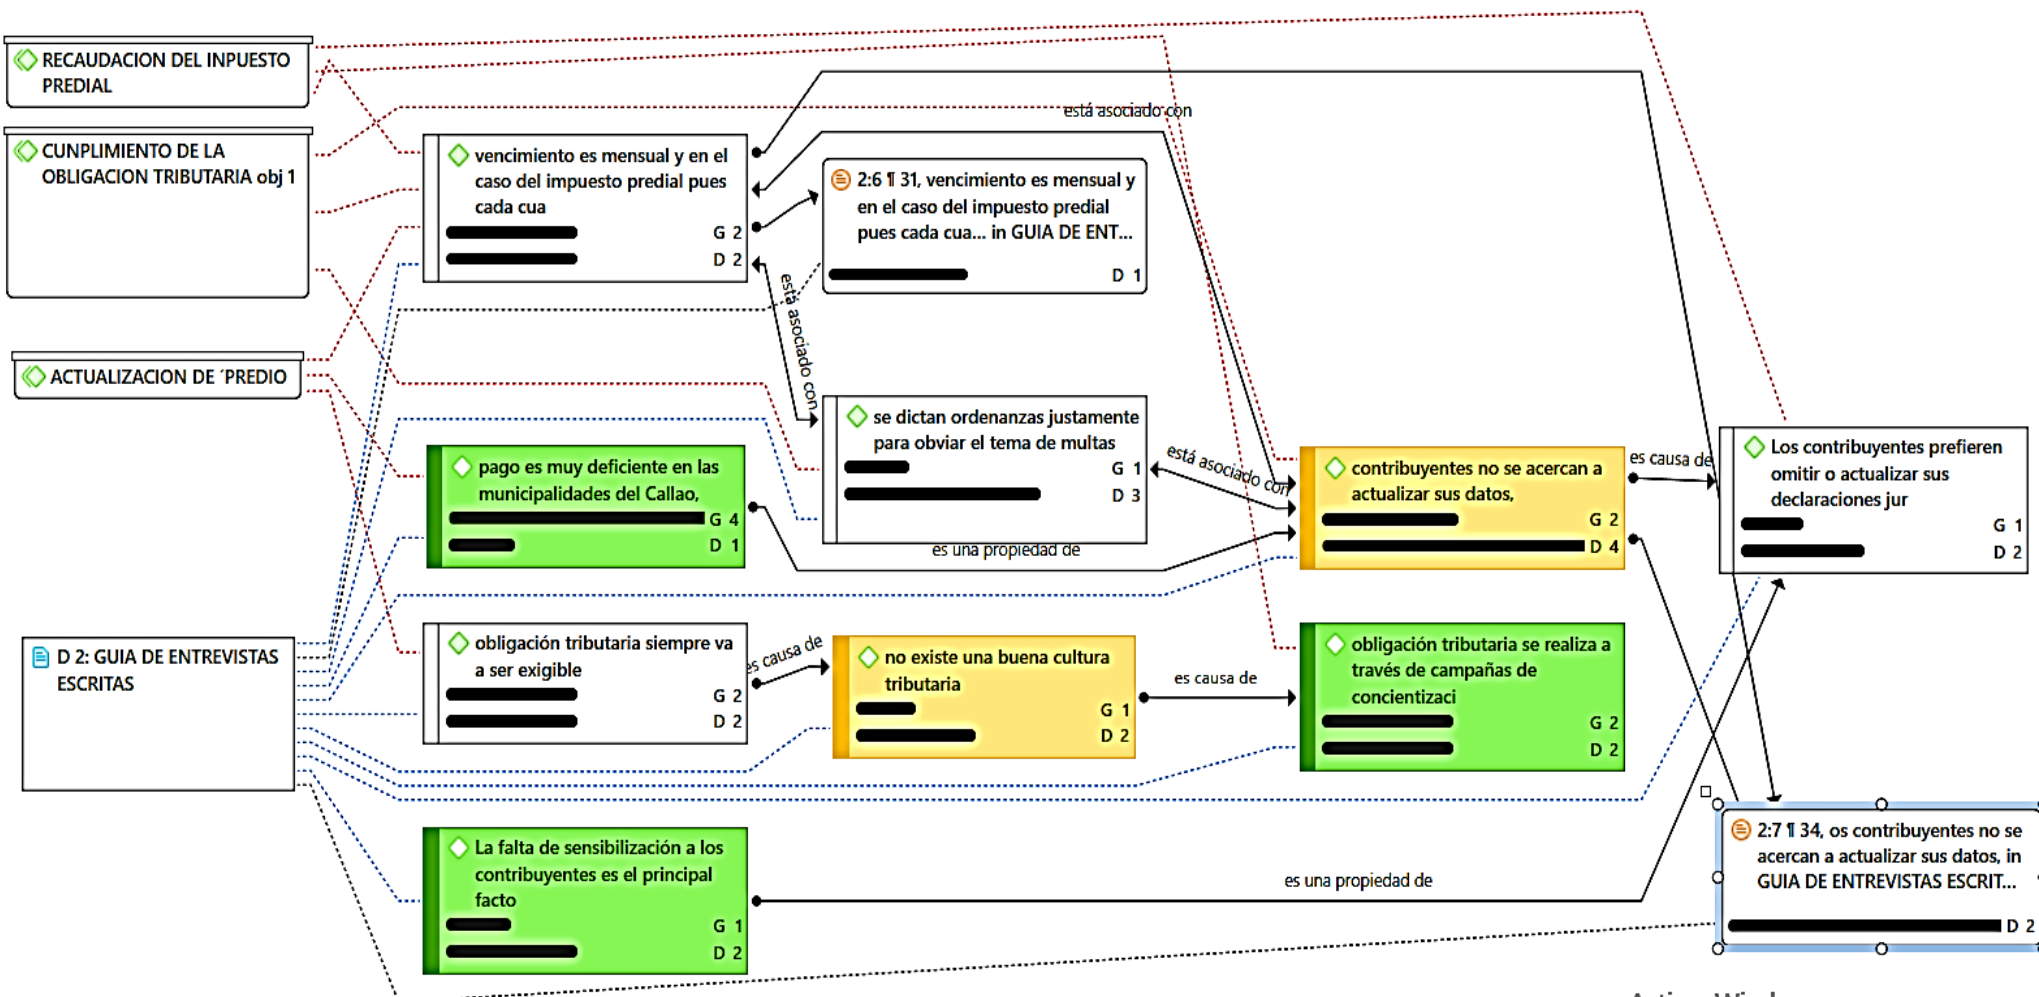 RECAUDACION DEL INPUESTO
PREDIAL
CUNPLIMIENTO DE LA
OBLIGACION TRIBUTARIA obj 1
ACTUALIZACION DE ´PREDIO
D 2: GUIA DE ENTREVISTAS
ESCRITAS
vencimiento es mensual y en el
caso del impuesto predial pues
cada cua
G 2
D 2
está asociado con
2:6 ¶ 31, vencimiento es mensual y
en el caso del impuesto predial
pues cada cua... in GUIA DE ENT...
D 1
está asociado con
se dictan ordenanzas justamente
para obviar el tema de multas
G 1
D 3
está asociado con
pago es muy deficiente en las
municipalidades del Callao,
G 4
D 1
es una propiedad de
contribuyentes no se acercan a
actualizar sus datos,
G 2
D 4
es causa de
Los contribuyentes prefieren
omitir o actualizar sus
declaraciones jur
G 1
D 2
obligación tributaria siempre va
a ser exigible
G 2
D 2
es causa de
no existe una buena cultura
tributaria
G 1
D 2
es causa de
obligación tributaria se realiza a
través de campañas de
concientizaci
G 2
D 2
La falta de sensibilización a los
contribuyentes es el principal
facto
G 1
D 2
es una propiedad de
2:7 ¶ 34, os contribuyentes no se
acercan a actualizar sus datos, in
GUIA DE ENTREVISTAS ESCRIT...
D 2